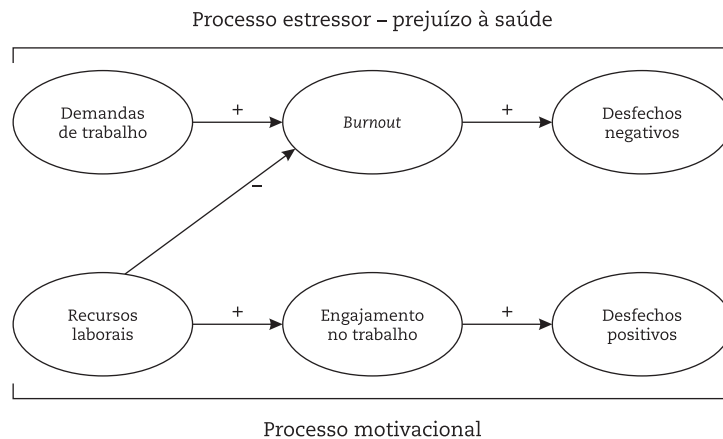 Processo estressor – prejuízo à saúde
Demandas
de trabalho
+
Burnout
+
Desfechos
negativos
–
Recursos
laborais
+
Engajamento
no trabalho
+
Desfechos
positivos
Processo motivacional